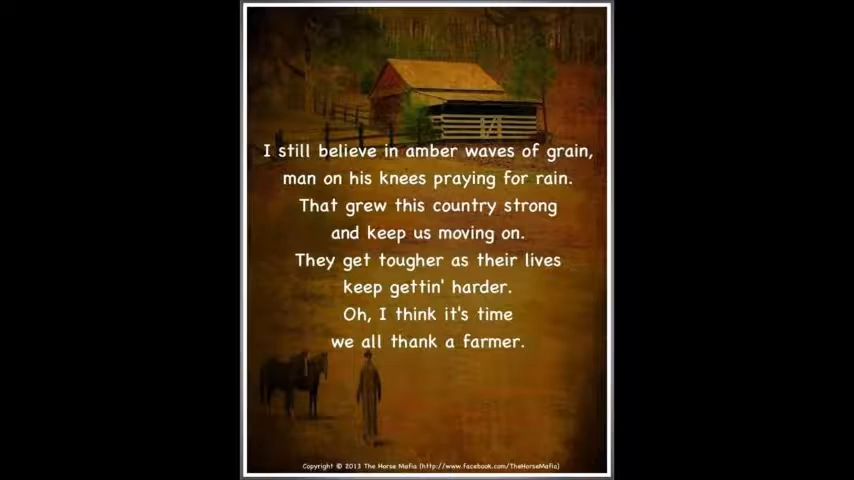 I still believe in amber waves of grain,
man on his knees praying for rain.
That grew this country strong
and keep us moving on.
They get tougher as their lives
keep gettin' harder.
Oh, I think it's time
we all thank a farmer.
Copyright © 2013 The Horse Mafia (http://www.facebook.com/TheHorseMafia)